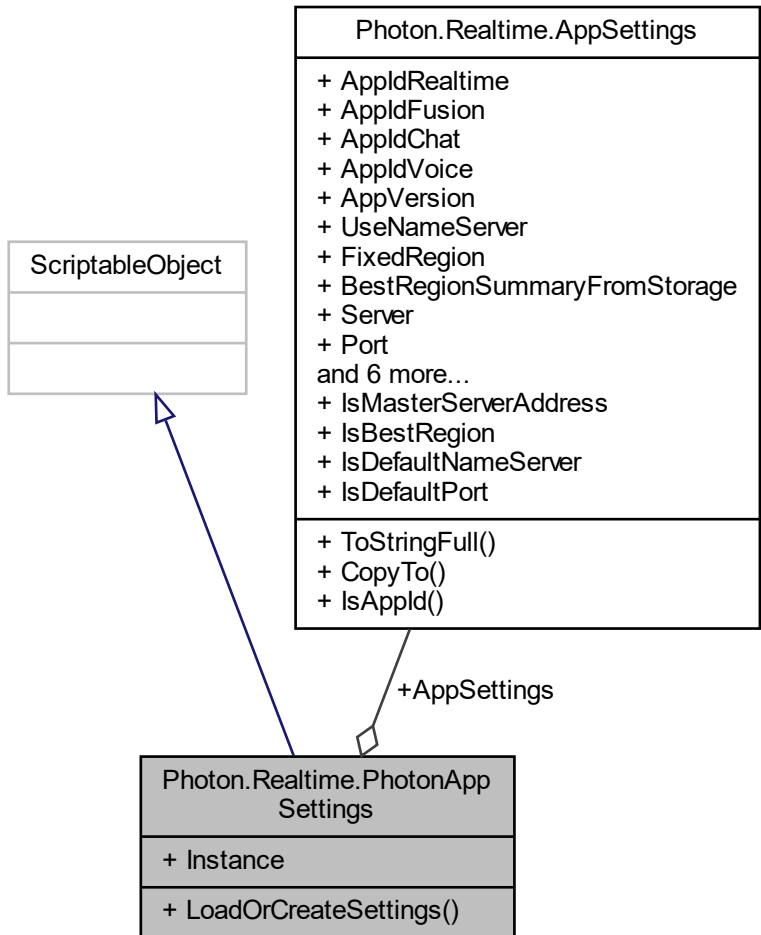 Photon.Realtime.AppSettings
+ AppIdRealtime
+ AppIdFusion
+ AppIdChat
+ AppIdVoice
+ AppVersion
+ UseNameServer
+ FixedRegion
+ BestRegionSummaryFromStorage
+ Server
+ Port
and 6 more...
+ IsMasterServerAddress
+ IsBestRegion
+ IsDefaultNameServer
+ IsDefaultPort
+ ToStringFull()
+ CopyTo()
+ IsAppId()
ScriptableObject
+AppSettings
Photon.Realtime.PhotonApp
Settings
+ Instance
+ LoadOrCreateSettings()